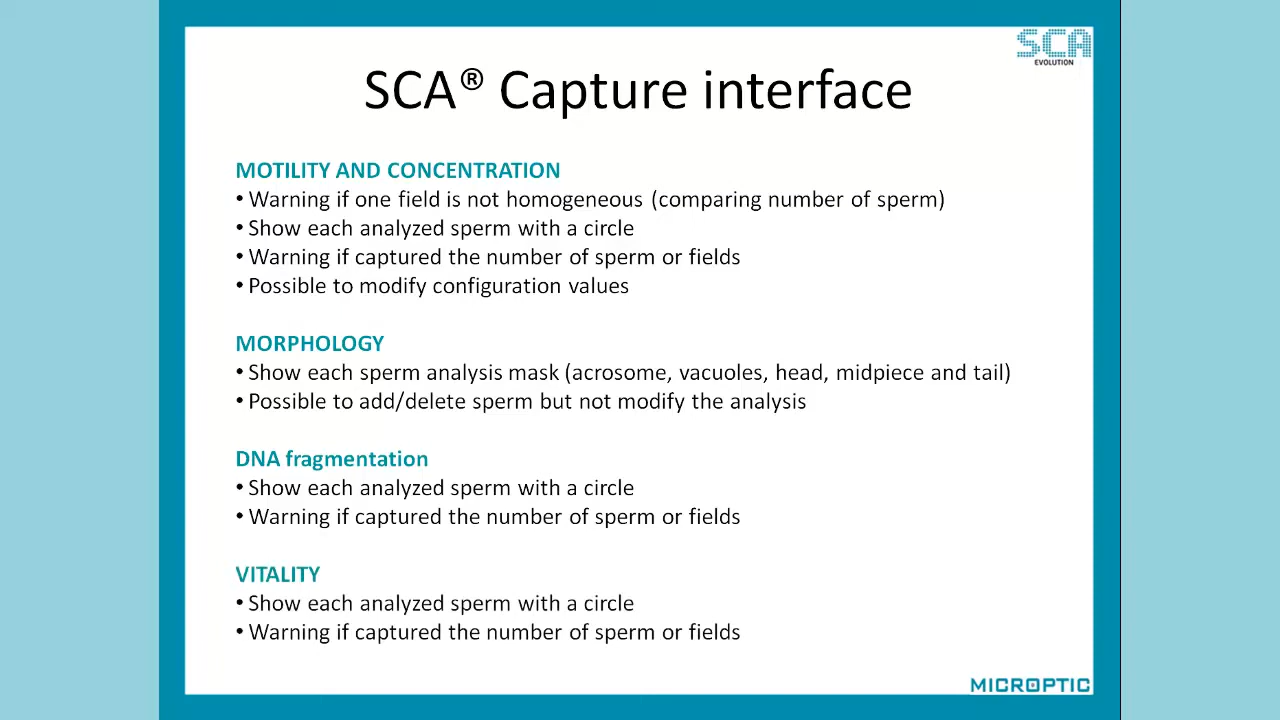 SCA
EVOLUTION
SCA® Capture interface
MOTILITY AND CONCENTRATION
• Warning if one field is not homogeneous (comparing number of sperm)
• Show each analyzed sperm with a circle
• Warning if captured the number of sperm or fields
• Possible to modify configuration values
MORPHOLOGY
• Show each sperm analysis mask (acrosome, vacuoles, head, midpiece and tail)
• Possible to add/delete sperm but not modify the analysis
DNA fragmentation
• Show each analyzed sperm with a circle
• Warning if captured the number of sperm or fields
VITALITY
• Show each analyzed sperm with a circle
• Warning if captured the number of sperm or fields
MICROPTIC